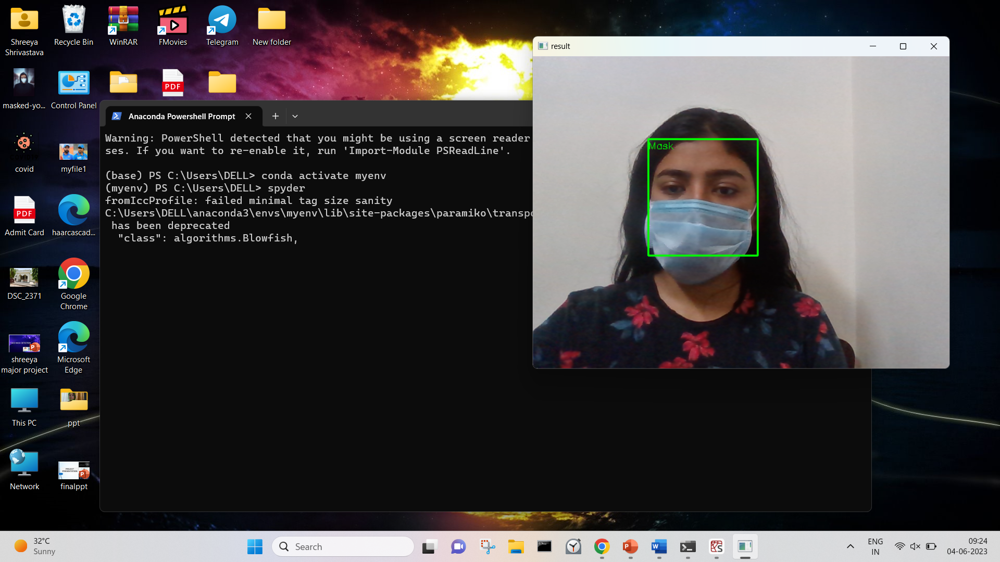 Shreeya
Shrivastava
Recycle Bin
WinRAR
FMovies
Telegram
New folder
masked-yo...
Control Panel
PDF
covid
myfile1
PDF
Admit Card
haarcascad...
DSC_2371
Google
Chrome
shreeya
major project
Microsoft
Edge
This PC
ppt
Network
finalppt
Anaconda Powershell Prompt
Warning: PowerShell detected that you might be using a screen reader
ses. If you want to re-enable it, run 'Import-Module PSReadLine'.
(base) PS C:\Users\DELL> conda activate myenv
(myenv) PS C:\Users\DELL> spyder
fromIccProfile: failed minimal tag size sanity
C:\Users\DELL\anaconda3\envs\myenv\lib\site-packages\paramiko\transpo
has been deprecated
"class": algorithms.Blowfish,
result
Mask
32°C
Sunny
Search
ENG
IN
09:24
04-06-2023